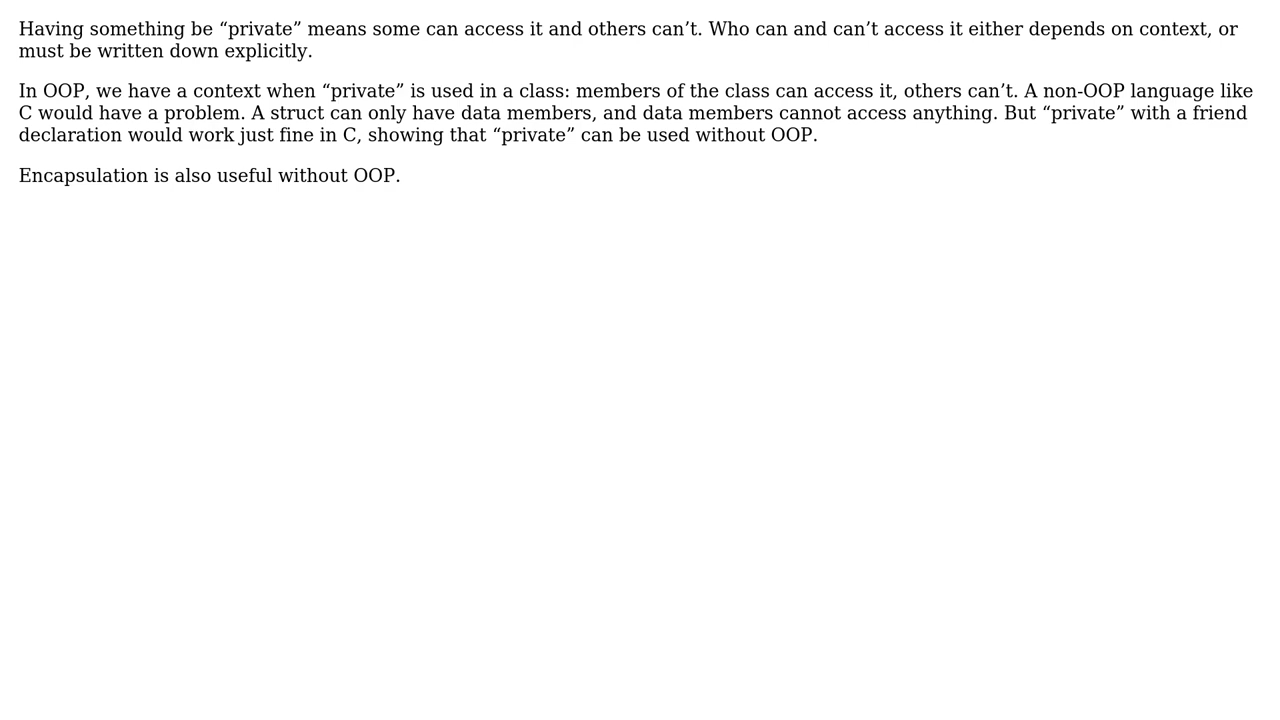 Having something be “private” means some can access it and others can’t. Who can and can’t access it either depends on context, or
must be written down explicitly.
In OOP, we have a context when “private” is used in a class: members of the class can access it, others can’t. A non-OOP language like
C would have a problem. A struct can only have data members, and data members cannot access anything. But “private” with a friend
declaration would work just fine in C, showing that “private” can be used without OOP.
Encapsulation is also useful without OOP.